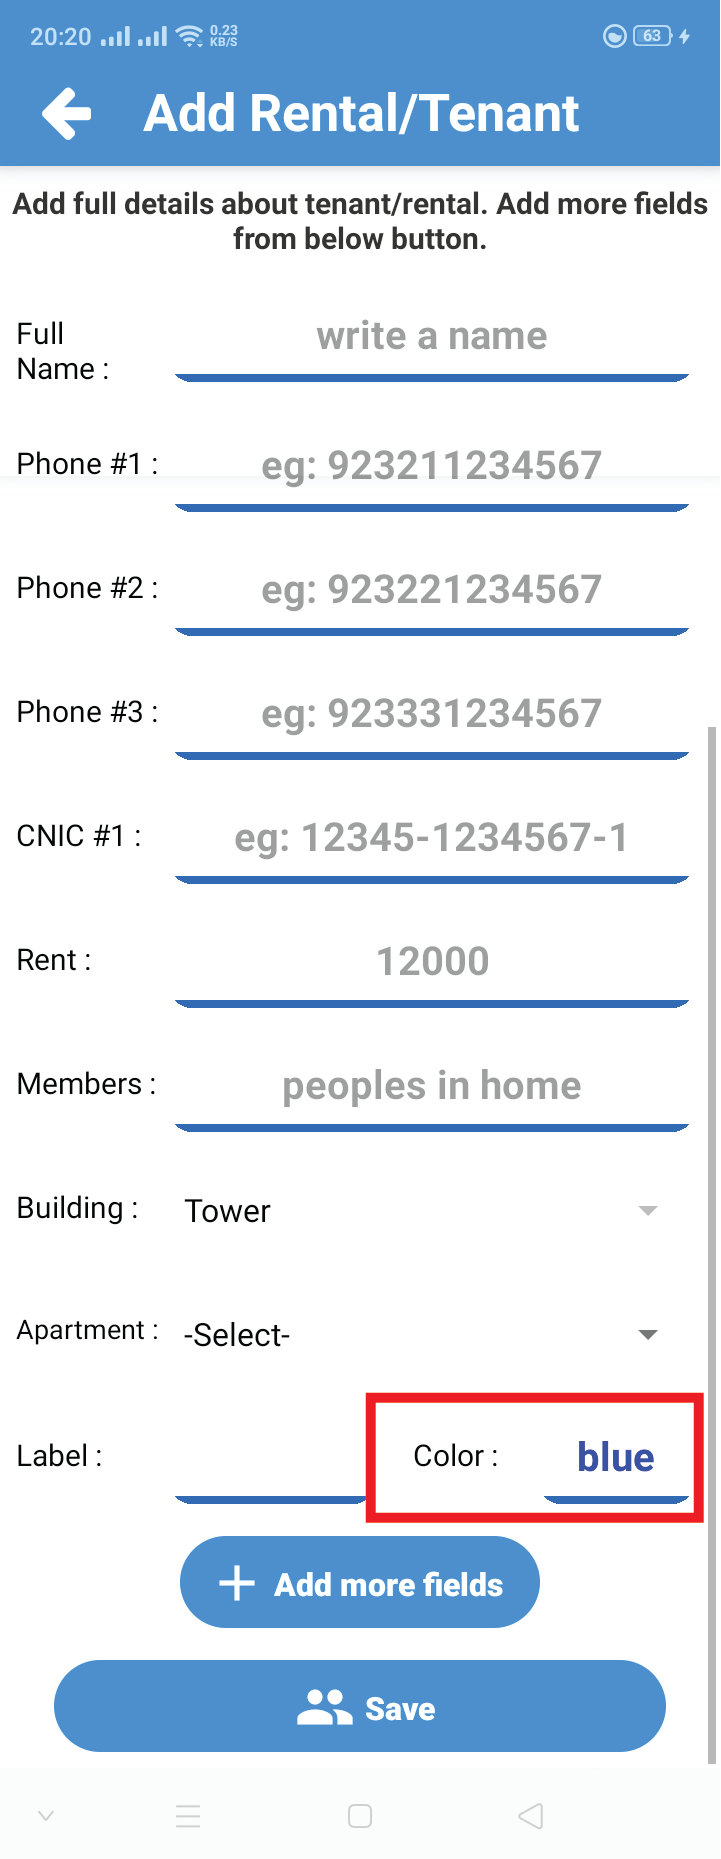 20:20 0.23 KB/S 63
Add Rental/Tenant
Add full details about tenant/rental. Add more fields
from below button.
Full
Name :
write a name
Phone #1 : eg: 923211234567
Phone #2 : eg: 923221234567
Phone #3 : eg: 923331234567
CNIC #1 : eg: 12345-1234567-1
Rent : 12000
Members : peoples in home
Building : Tower
Apartment : -Select-
Label : Color : blue
Add more fields
Save